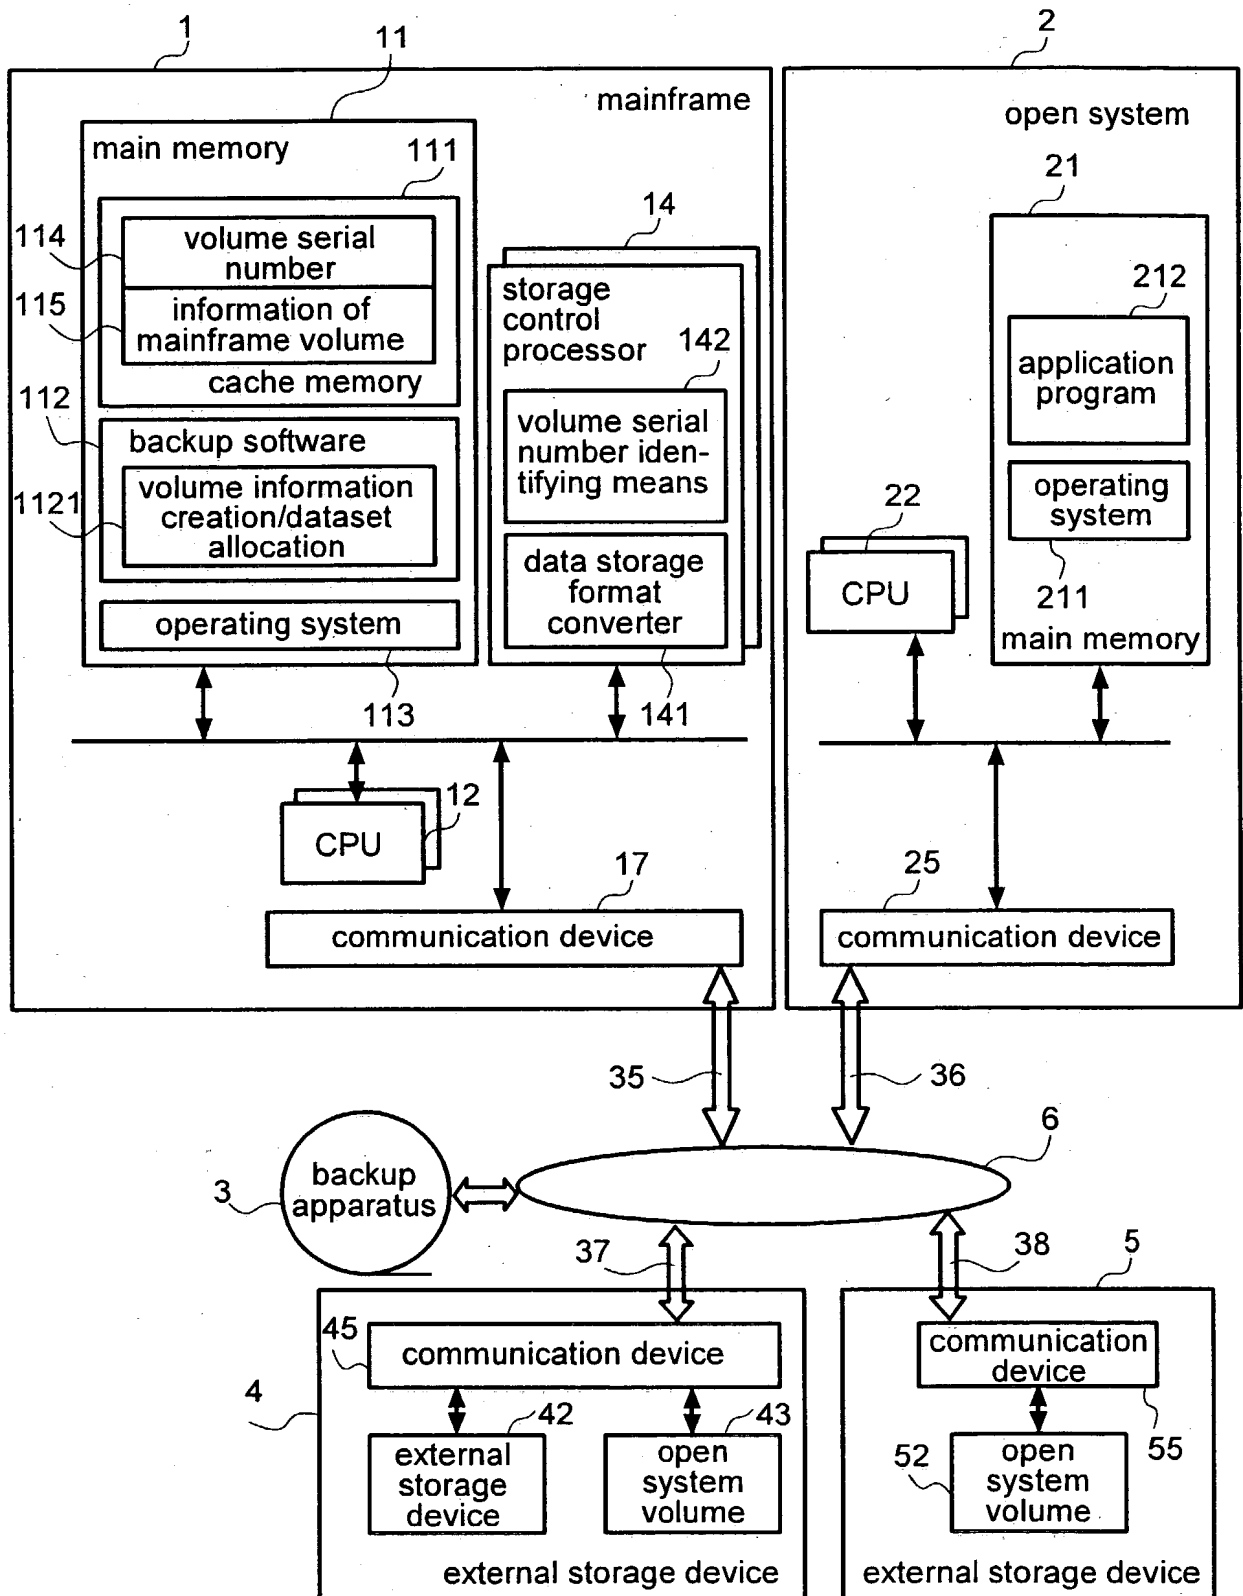 1
11
2
mainframe
open system
main memory
111
21
114
volume serial
number
14
115
information of
mainframe volume
storage
control
processor
142
212
cache memory
application
program
112
backup software
volume serial
number iden-
tifying means
1121
volume information
creation/dataset
allocation
22
operating
system
data storage
format
converter
CPU
211
operating system
main memory
113
141
12
CPU
17
25
communication device
communication device
35
36
6
backup
apparatus
3
37
38
5
45
communication device
communication
device
4
42
43
55
external
storage
device
open
system
volume
52
open
system
volume
external storage device
external storage device